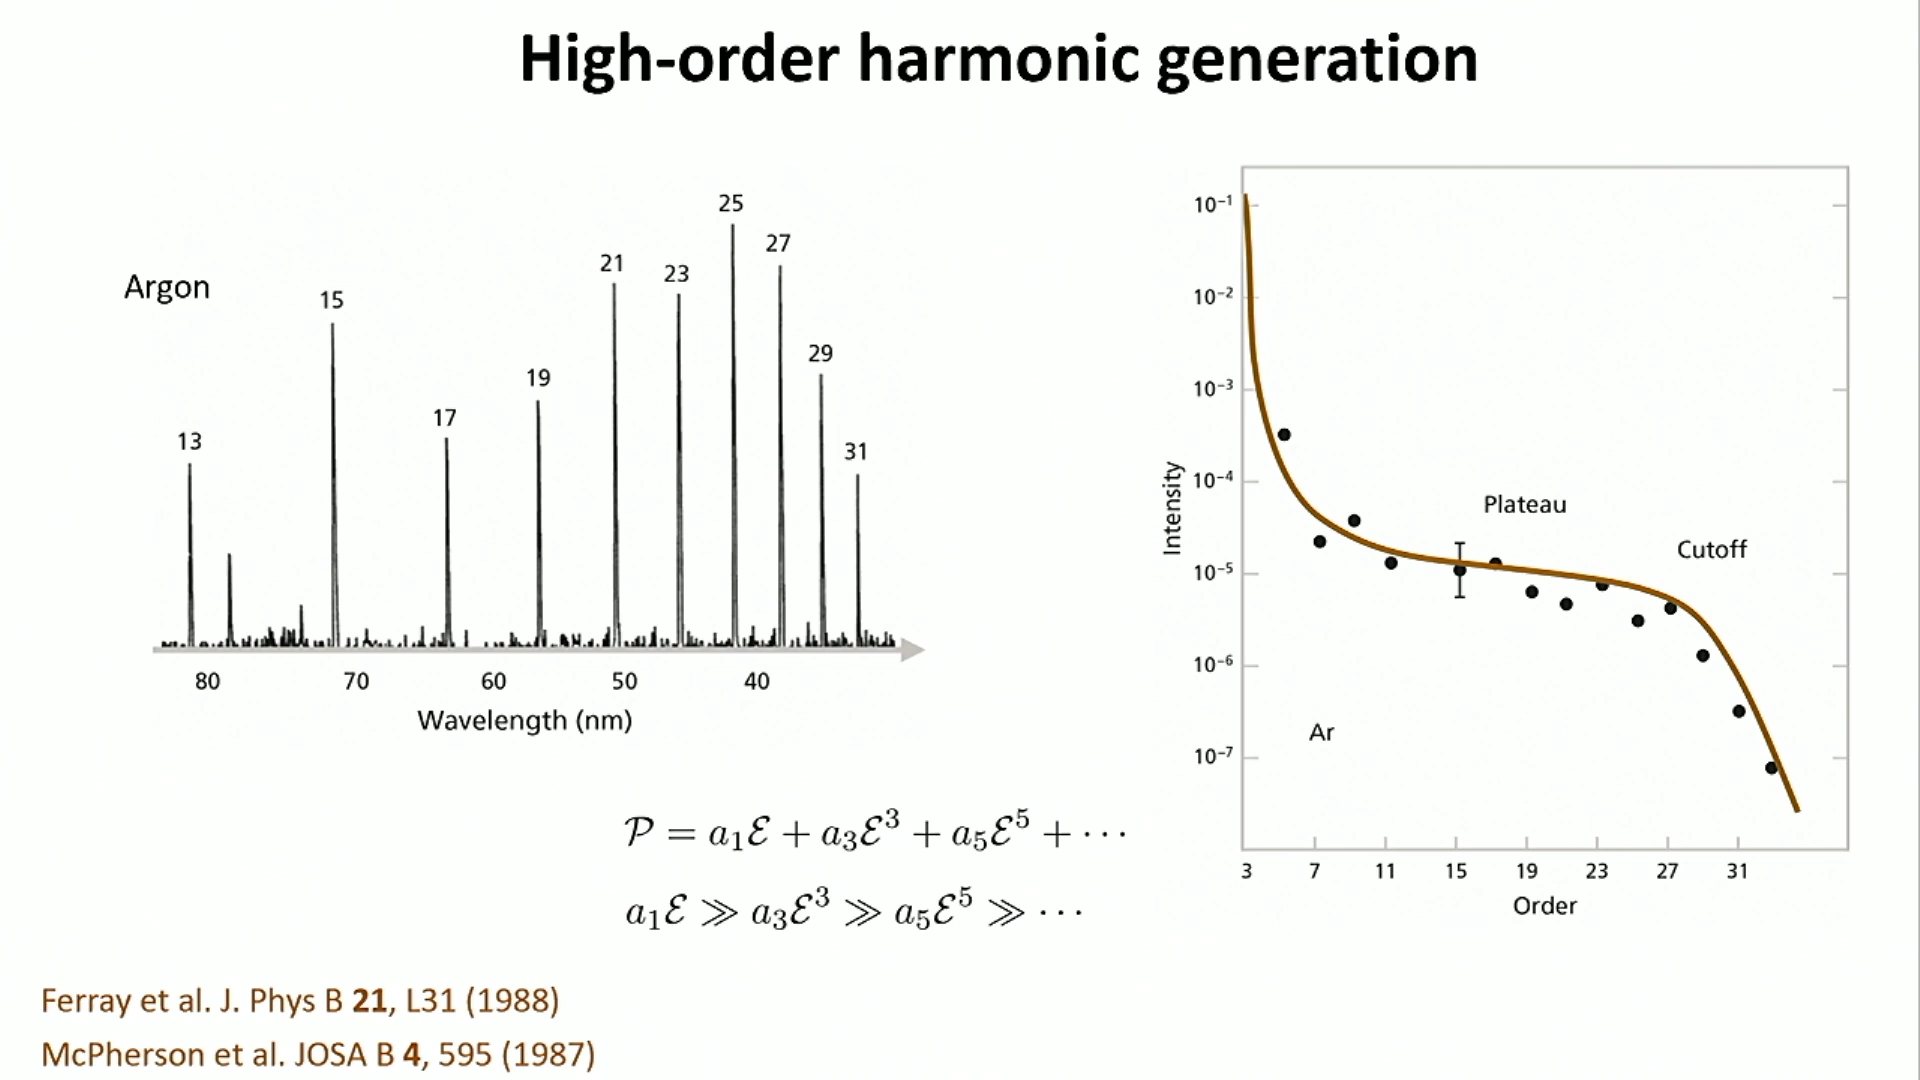 High-order harmonic generation
Argon
13
15
17
19
21
23
25
27
29
31
80 70 60 50 40
Wavelength (nm)
Intensity
10⁻¹
10⁻²
10⁻³
10⁻⁴
10⁻⁵
10⁻⁶
10⁻⁷
Plateau
Cutoff
Ar
3 7 11 15 19 23 27 31
Order
𝒫 = a₁ℰ + a₃ℰ³ + a₅ℰ⁵ + ⋯
a₁ℰ ≫ a₃ℰ³ ≫ a₅ℰ⁵ ≫ ⋯
Ferray et al. J. Phys B 21, L31 (1988)
McPherson et al. JOSA B 4, 595 (1987)